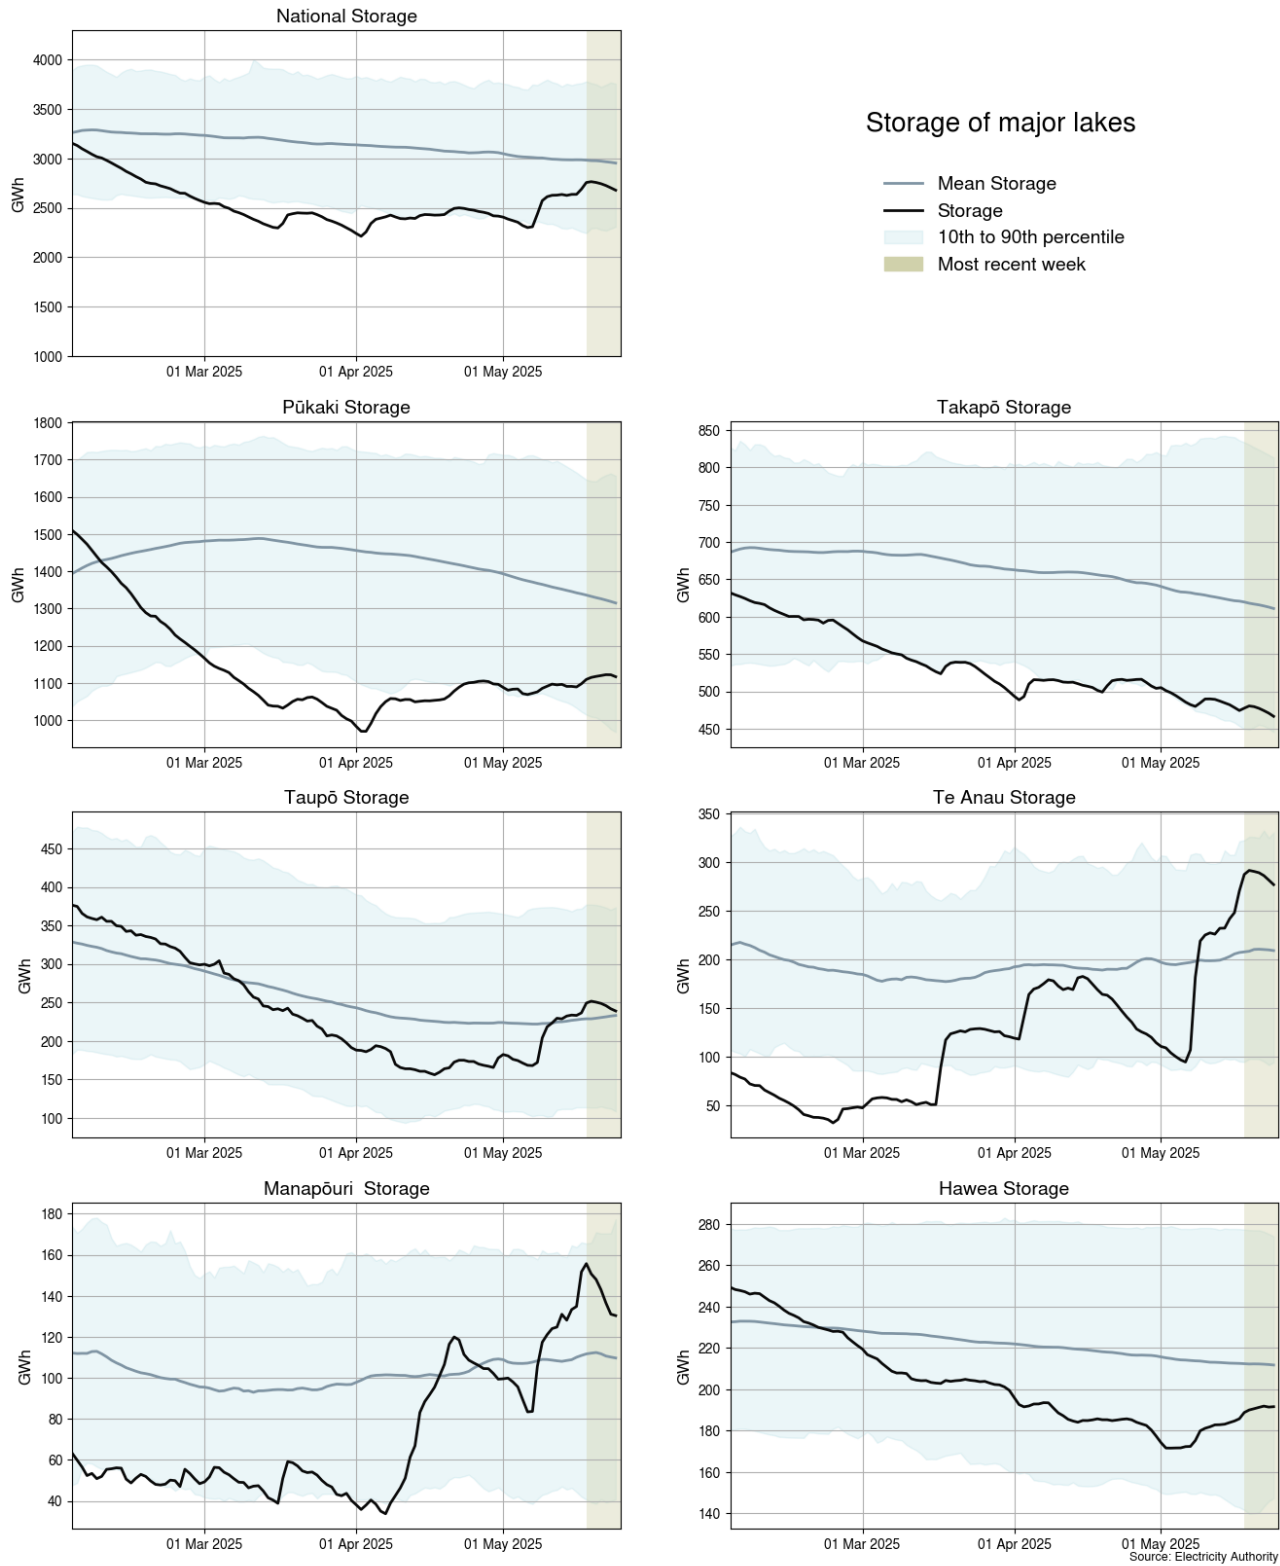 National Storage
4000
3500
3000
2500
2000
1500
1000
GWh
01 Mar 2025
01 Apr 2025
01 May 2025
Storage of major lakes
Mean Storage
Storage
10th to 90th percentile
Most recent week
Pūkaki Storage
1800
1700
1600
1500
1400
1300
1200
1100
1000
GWh
01 Mar 2025
01 Apr 2025
01 May 2025
Takapō Storage
850
800
750
700
650
600
550
500
450
GWh
01 Mar 2025
01 Apr 2025
01 May 2025
Taupō Storage
450
400
350
300
250
200
150
100
GWh
01 Mar 2025
01 Apr 2025
01 May 2025
Te Anau Storage
350
300
250
200
150
100
50
GWh
01 Mar 2025
01 Apr 2025
01 May 2025
Manapōuri  Storage
180
160
140
120
100
80
60
40
GWh
01 Mar 2025
01 Apr 2025
01 May 2025
Hawea Storage
280
260
240
220
200
180
160
140
GWh
01 Mar 2025
01 Apr 2025
01 May 2025
Source: Electricity Authority